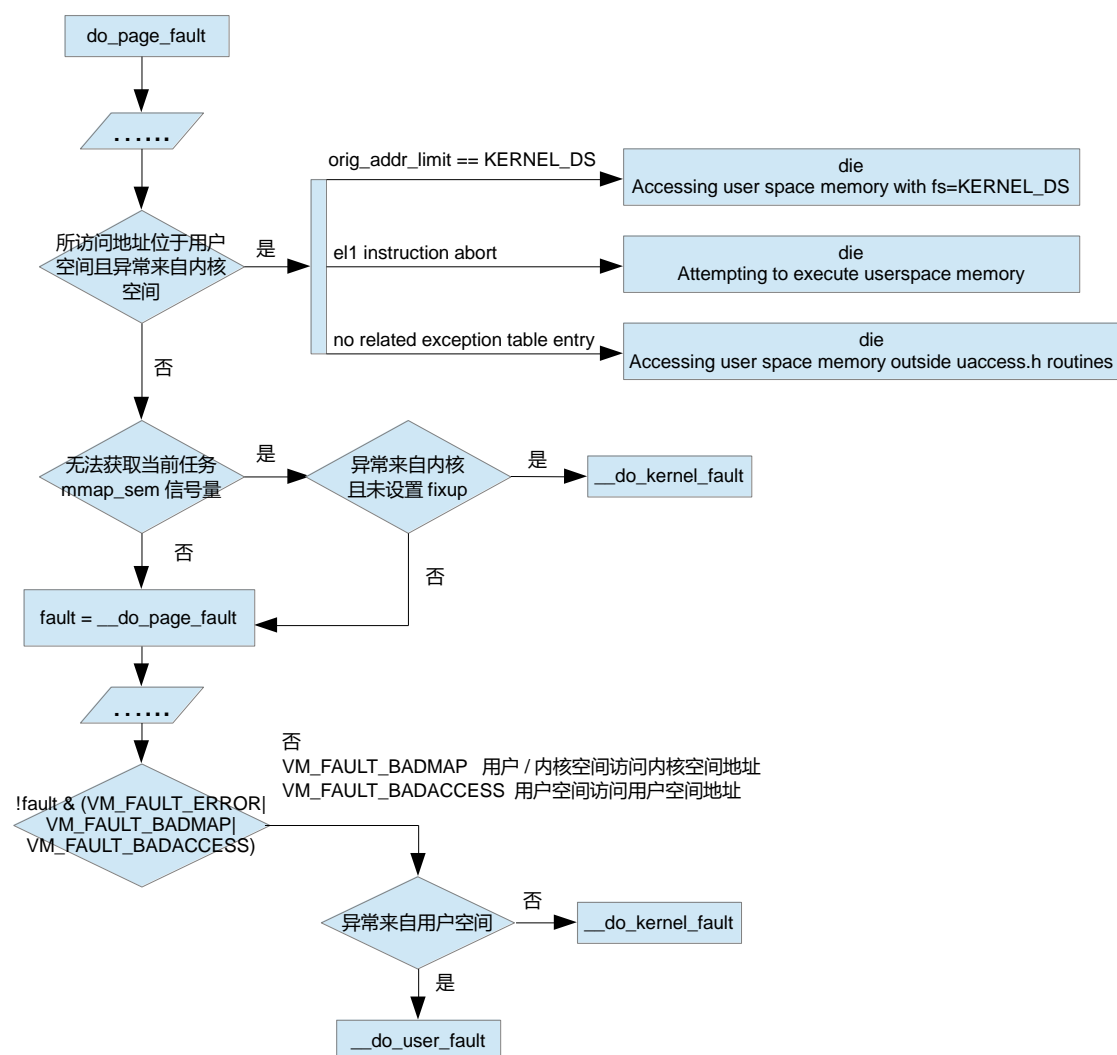 do_page_fault
......
所访问地址位于用户
空间且异常来自内核
空间
是
orig_addr_limit == KERNEL_DS
die
Accessing user space memory with fs=KERNEL_DS
el1 instruction abort
die
Attempting to execute userspace memory
no related exception table entry
die
Accessing user space memory outside uaccess.h routines
否
无法获取当前任务
mmap_sem 信号量
是
异常来自内核
且未设置 fixup
是
__do_kernel_fault
否
否
fault = __do_page_fault
......
否
VM_FAULT_BADMAP 用户 / 内核空间访问内核空间地址
VM_FAULT_BADACCESS 用户空间访问用户空间地址
!fault & (VM_FAULT_ERROR|
VM_FAULT_BADMAP|
VM_FAULT_BADACCESS)
异常来自用户空间
否
__do_kernel_fault
是
__do_user_fault